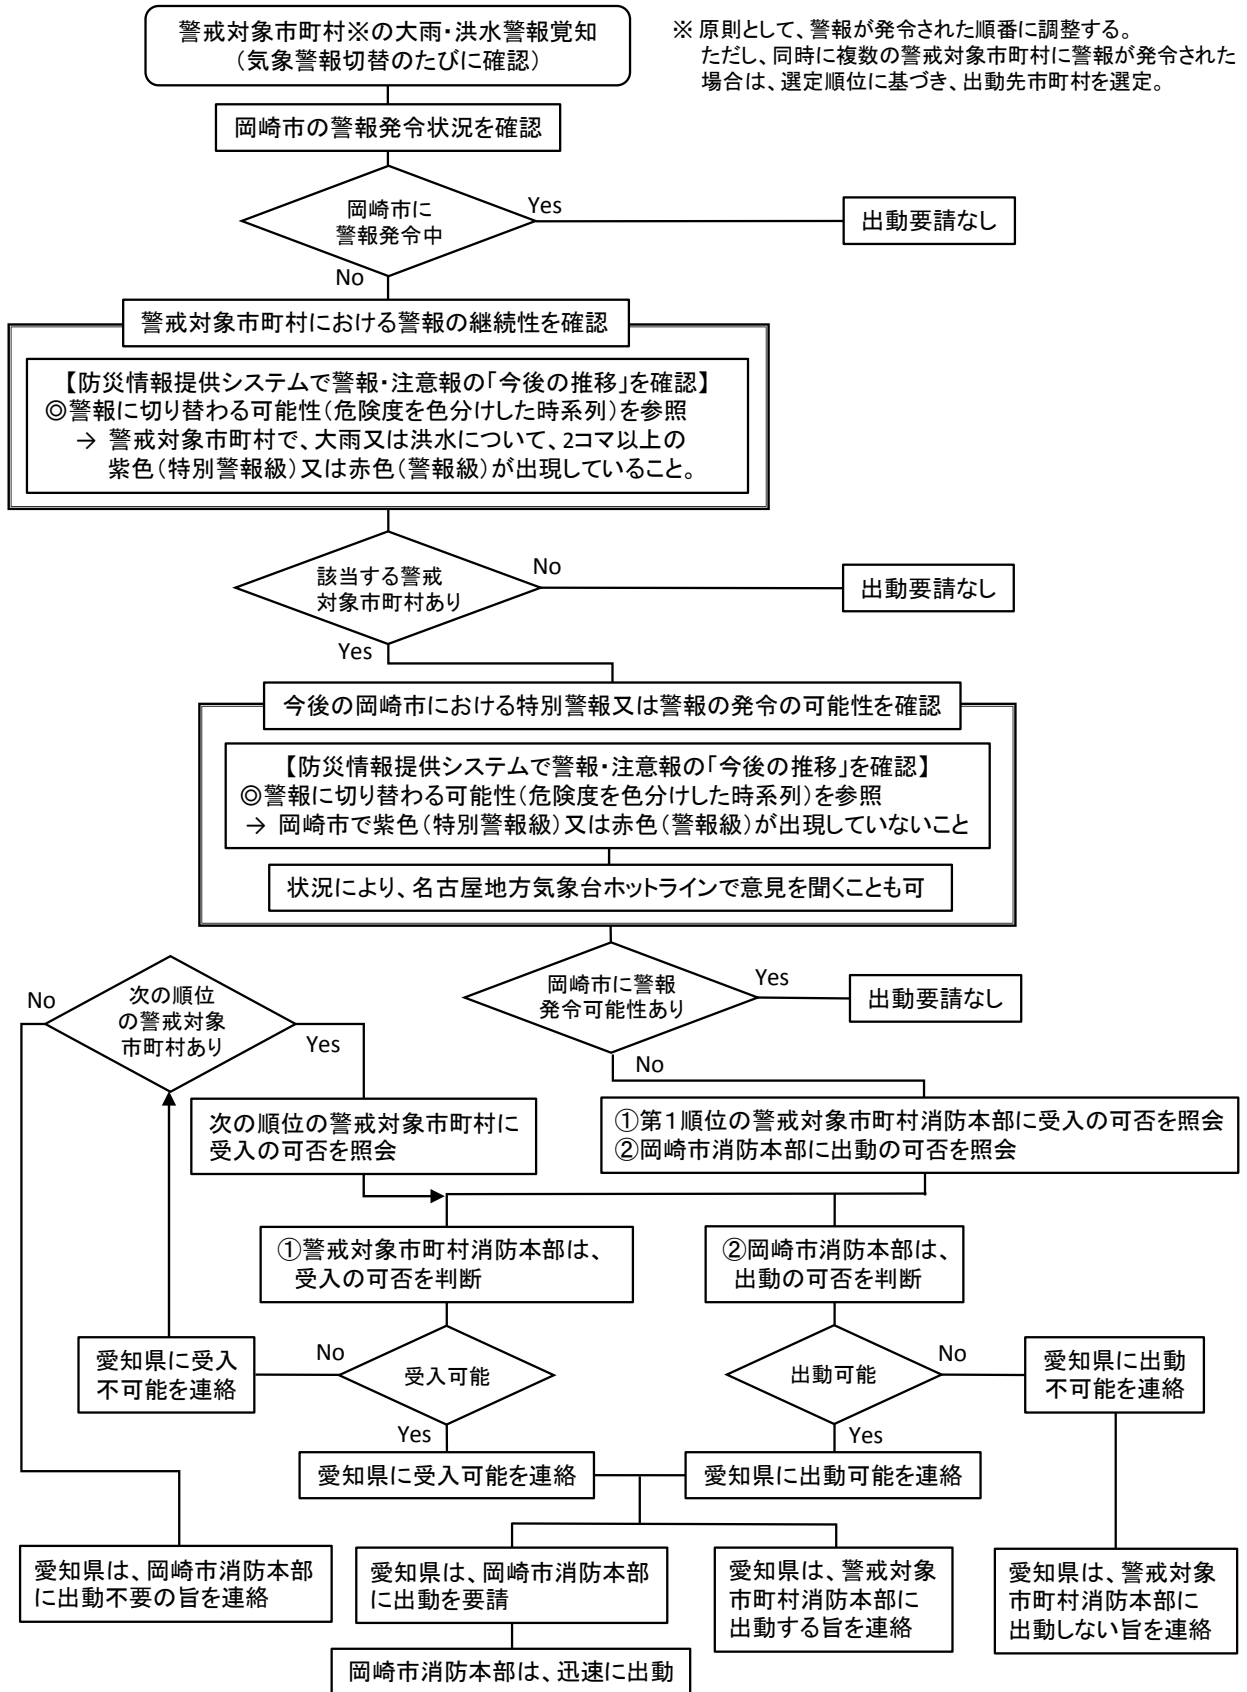 警戒対象市町村※の大雨・洪水警報覚知
（気象警報切替のたびに確認）
※ 原則として、警報が発令された順番に調整する。
ただし、同時に複数の警戒対象市町村に警報が発令された
場合は、選定順位に基づき、出動先市町村を選定。
岡崎市の警報発令状況を確認
岡崎市に
警報発令中
Yes
出動要請なし
No
警戒対象市町村における警報の継続性を確認
【防災情報提供システムで警報・注意報の「今後の推移」を確認】
◎警報に切り替わる可能性（危険度を色分けした時系列）を参照
→ 警戒対象市町村で、大雨又は洪水について、2コマ以上の
紫色（特別警報級）又は赤色（警報級）が出現していること。
該当する警戒
対象市町村あり
No
出動要請なし
Yes
今後の岡崎市における特別警報又は警報の発令の可能性を確認
【防災情報提供システムで警報・注意報の「今後の推移」を確認】
◎警報に切り替わる可能性（危険度を色分けした時系列）を参照
→ 岡崎市で紫色（特別警報級）又は赤色（警報級）が出現していないこと
状況により、名古屋地方気象台ホットラインで意見を聞くことも可
岡崎市に警報
発令可能性あり
Yes
出動要請なし
No
次の順位
の警戒対象
市町村あり
No
Yes
次の順位の警戒対象市町村に
受入の可否を照会
①第１順位の警戒対象市町村消防本部に受入の可否を照会
②岡崎市消防本部に出動の可否を照会
①警戒対象市町村消防本部は、
受入の可否を判断
②岡崎市消防本部は、
出動の可否を判断
愛知県に受入
不可能を連絡
No
受入可能
Yes
出動可能
No
愛知県に出動
不可能を連絡
Yes
愛知県に受入可能を連絡
愛知県に出動可能を連絡
愛知県は、岡崎市消防本部
に出動不要の旨を連絡
愛知県は、岡崎市消防本部
に出動を要請
愛知県は、警戒対象
市町村消防本部に
出動する旨を連絡
愛知県は、警戒対象
市町村消防本部に
出動しない旨を連絡
岡崎市消防本部は、迅速に出動